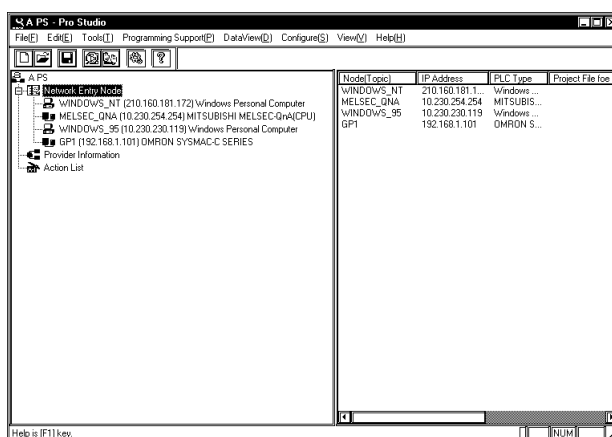 A PS - Pro Studio
File(F) Edit(E) Tools(T) Programming Support(P) DataView(D) Configure(S) View(V) Help(H)
A PS
Network Entry Node
WINDOWS_NT (210.160.181.172) Windows Personal Computer
MELSEC_QNA (10.230.254.254) MITSUBISHI MELSEC-QnA(CPU)
WINDOWS_95 (10.230.230.119) Windows Personal Computer
GP1 (192.168.1.101) OMRON SYSMAC-C SERIES
Provider Information
Action List
Node(Topic) IP Address PLC Type Project File foe
WINDOWS_NT 210.160.181.1... Windows ...
MELSEC_QNA 10.230.254.254 MITSUBIS...
WINDOWS_95 10.230.230.119 Windows ...
GP1 192.168.1.101 OMRON S...
Help is [F1] key.
NUM